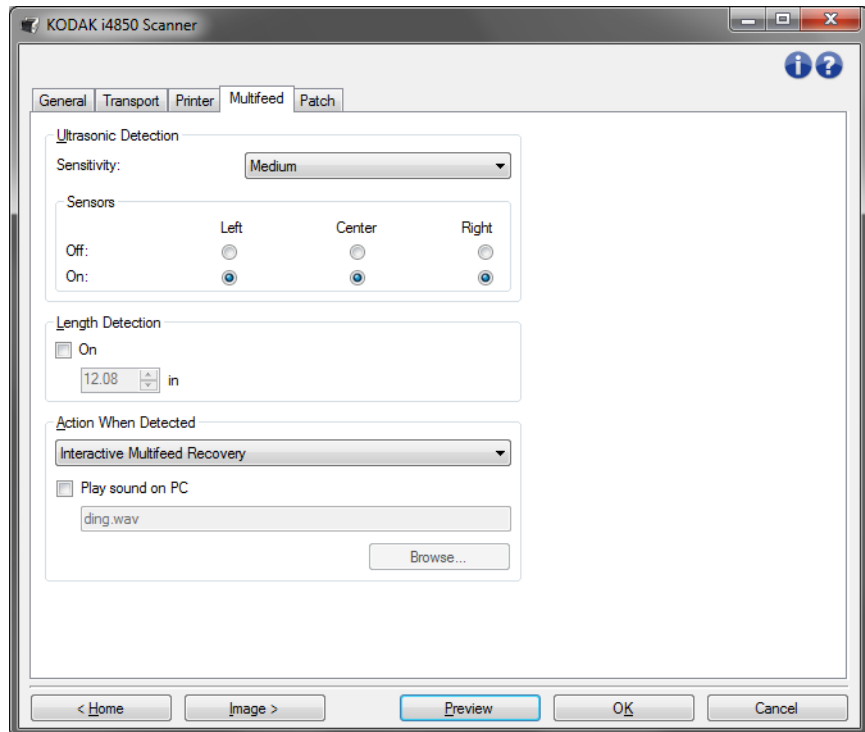 KODAK i4850 Scanner
General Transport Printer Multifeed Patch
Ultrasonic Detection
Sensitivity: Medium
Sensors
Left Center Right
Off:
On:
Length Detection
On
12.08 in
Action When Detected
Interactive Multifeed Recovery
Play sound on PC
ding.wav
Browse...
< Home Image > Preview OK Cancel